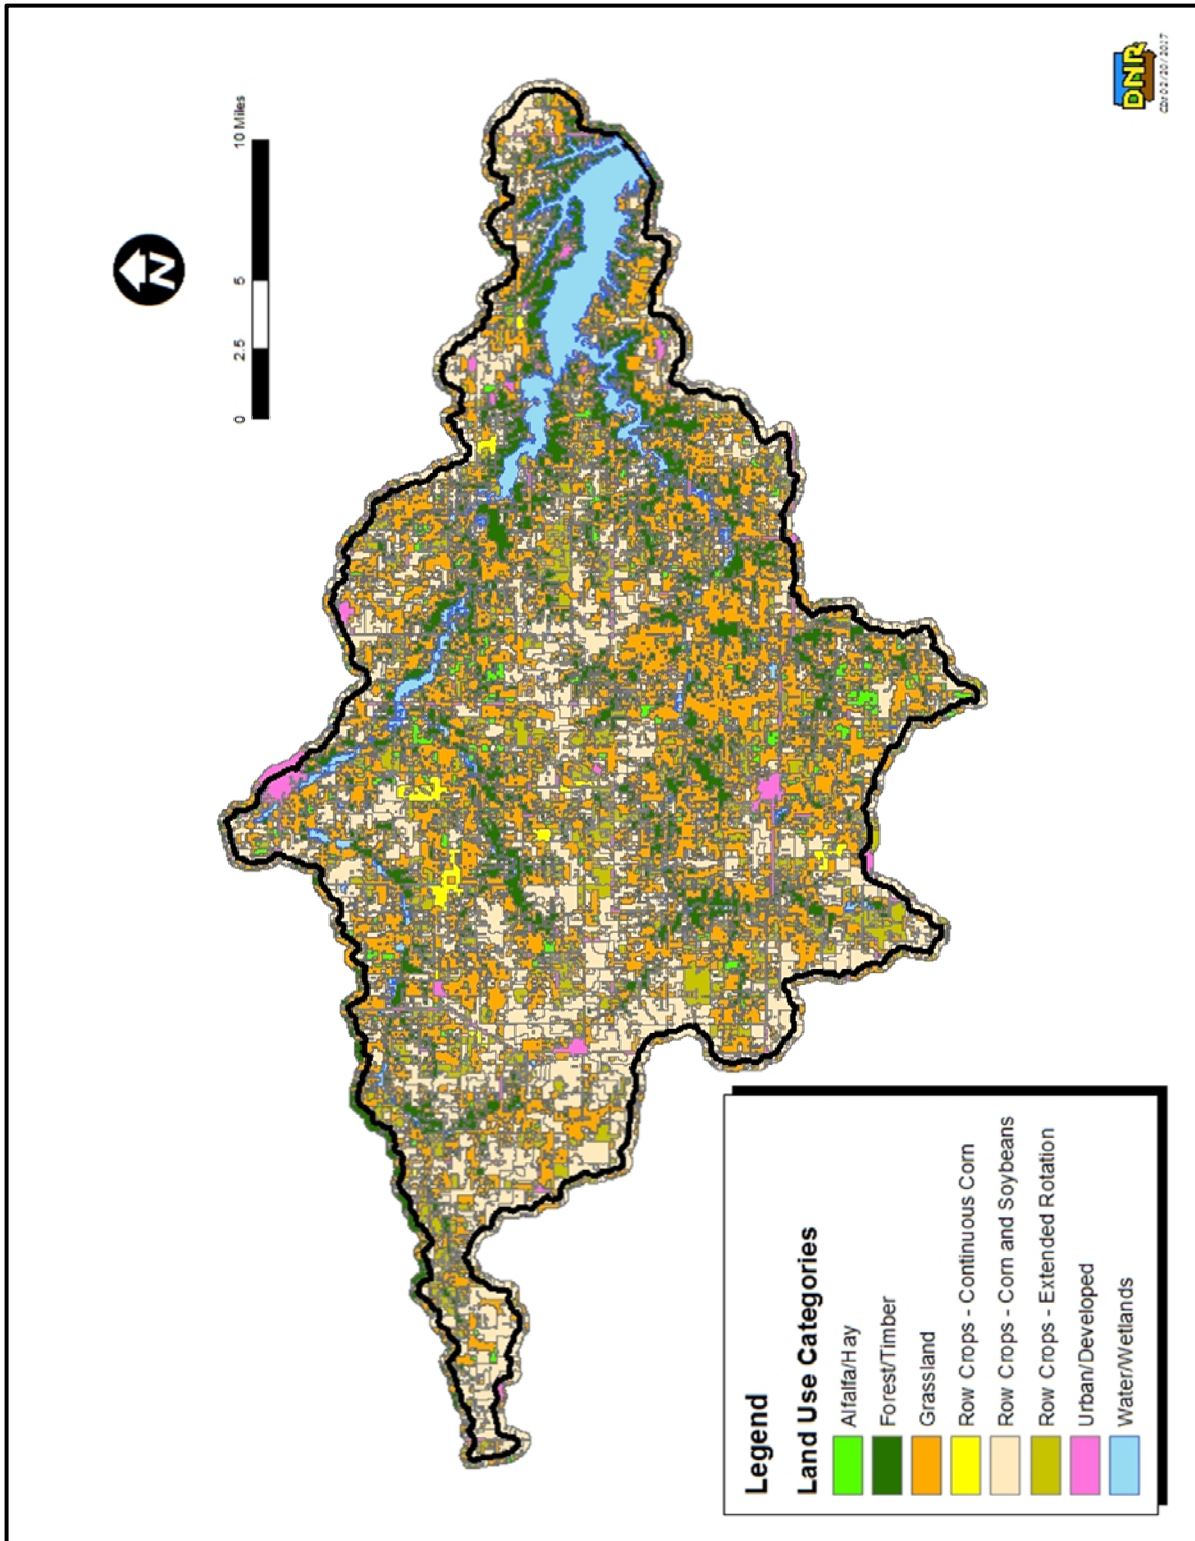 N
0 2.5 5 10 Miles
DNR
Legend
Land Use Categories
Alfalfa/Hay
Forest/Timber
Grassland
Row Crops - Continuous Corn
Row Crops - Corn and Soybeans
Row Crops - Extended Rotation
Urban/Developed
Water/Wetlands